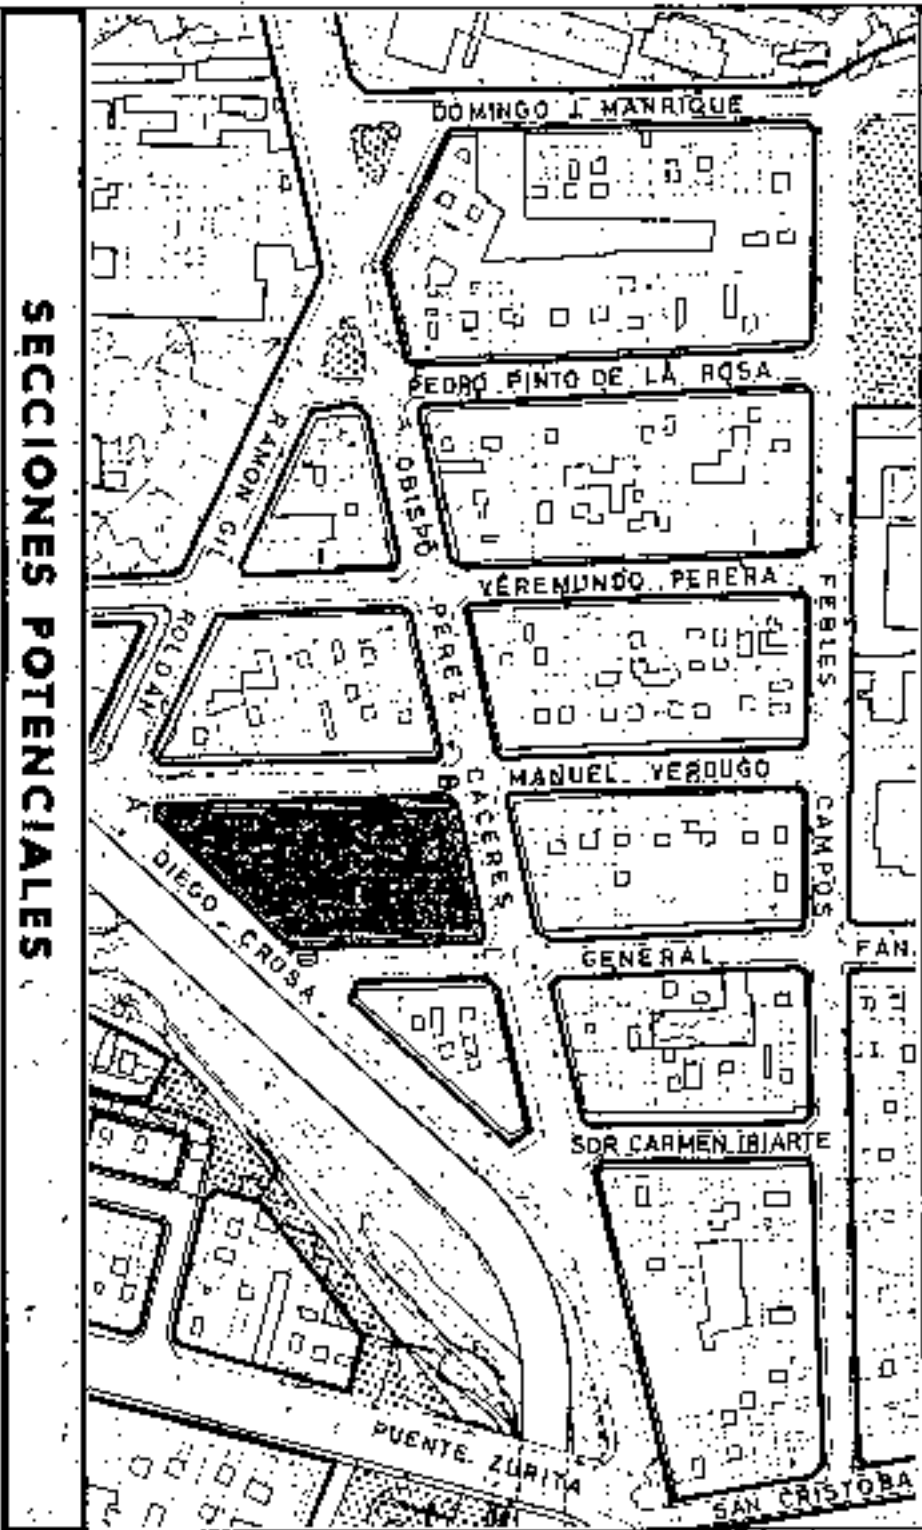 SECCIONES POTENCIALES
DOMINGO J. MANRIQUE
PEDRO PINTO DE LA ROSA
RAMON GIL
ROLDAN
OBISPO
PEREZ
CACERES
VEREMUNDO PERERA
FEBLES
CAMPOS
MANUEL VERDUGO
A
B
DIEGO CROSA
GENERAL
FAN
SOR CARMEN IRIARTE
PUENTE ZURITA
SAN CRISTOBA